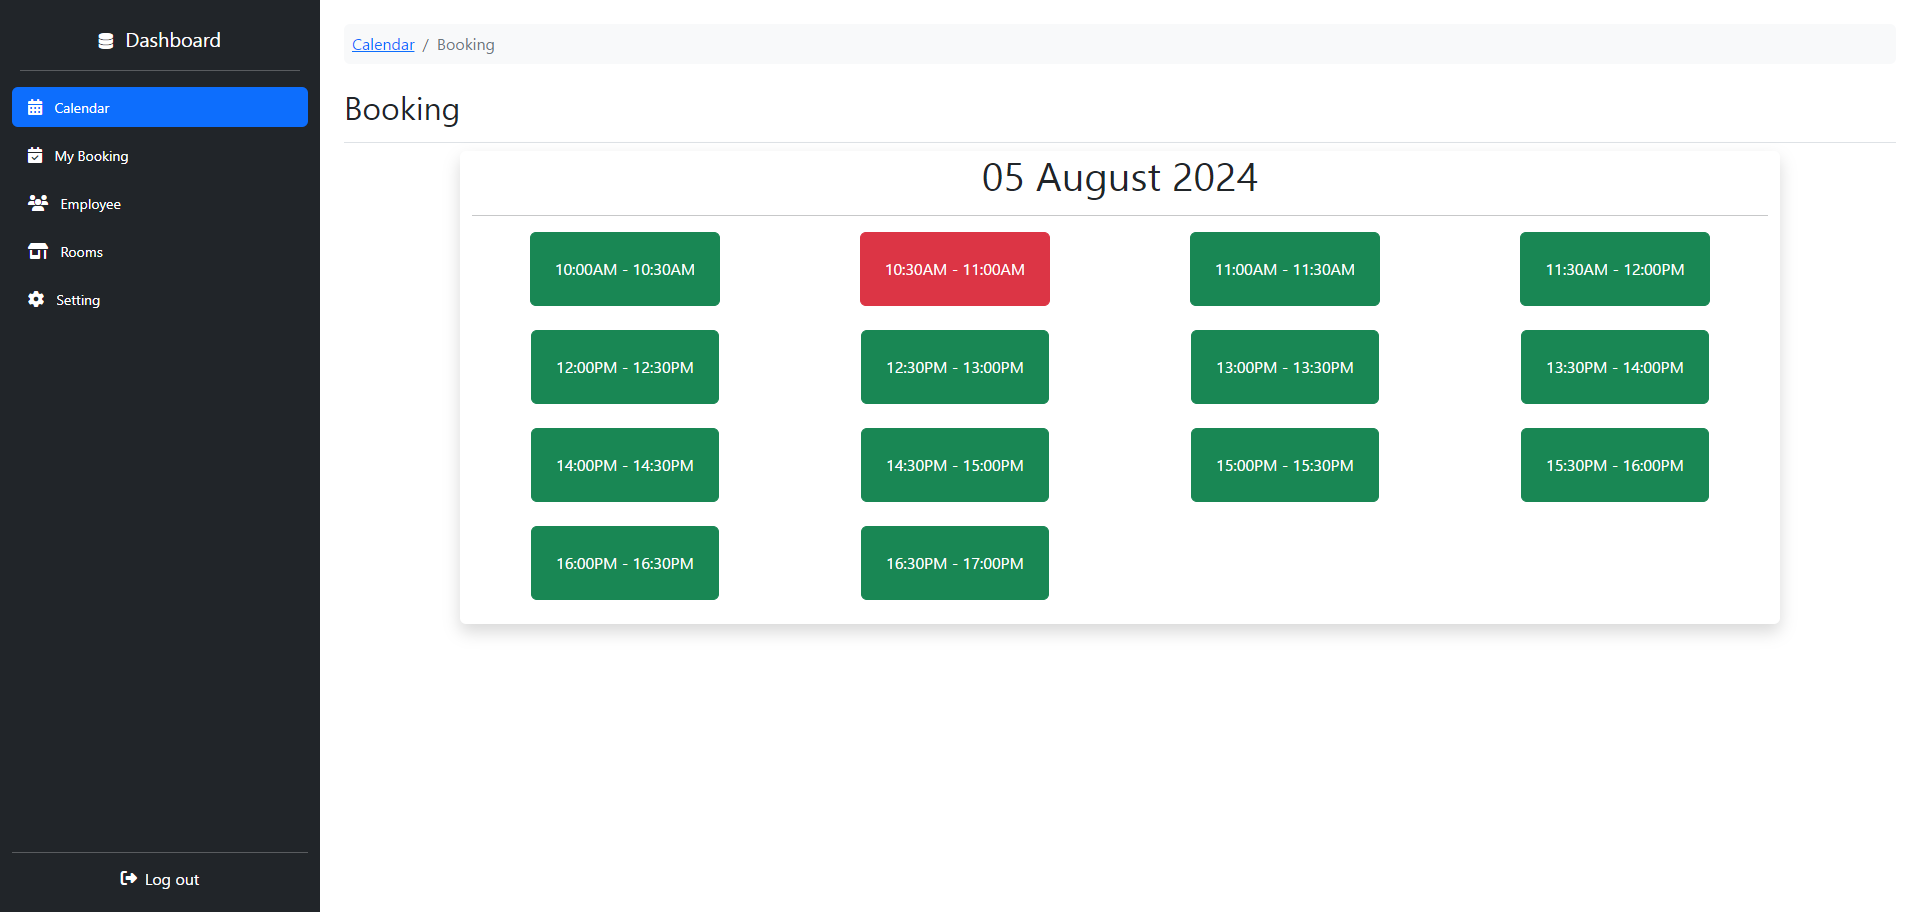 Dashboard
Calendar
My Booking
Employee
Rooms
Setting
Log out
Calendar / Booking
Booking
05 August 2024
10:00AM - 10:30AM
10:30AM - 11:00AM
11:00AM - 11:30AM
11:30AM - 12:00PM
12:00PM - 12:30PM
12:30PM - 13:00PM
13:00PM - 13:30PM
13:30PM - 14:00PM
14:00PM - 14:30PM
14:30PM - 15:00PM
15:00PM - 15:30PM
15:30PM - 16:00PM
16:00PM - 16:30PM
16:30PM - 17:00PM